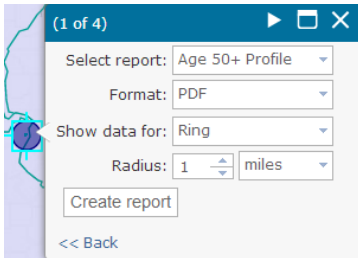 (1 of 4)
Select report: Age 50+ Profile
Format: PDF
Show data for: Ring
Radius: 1 miles
Create report
<< Back